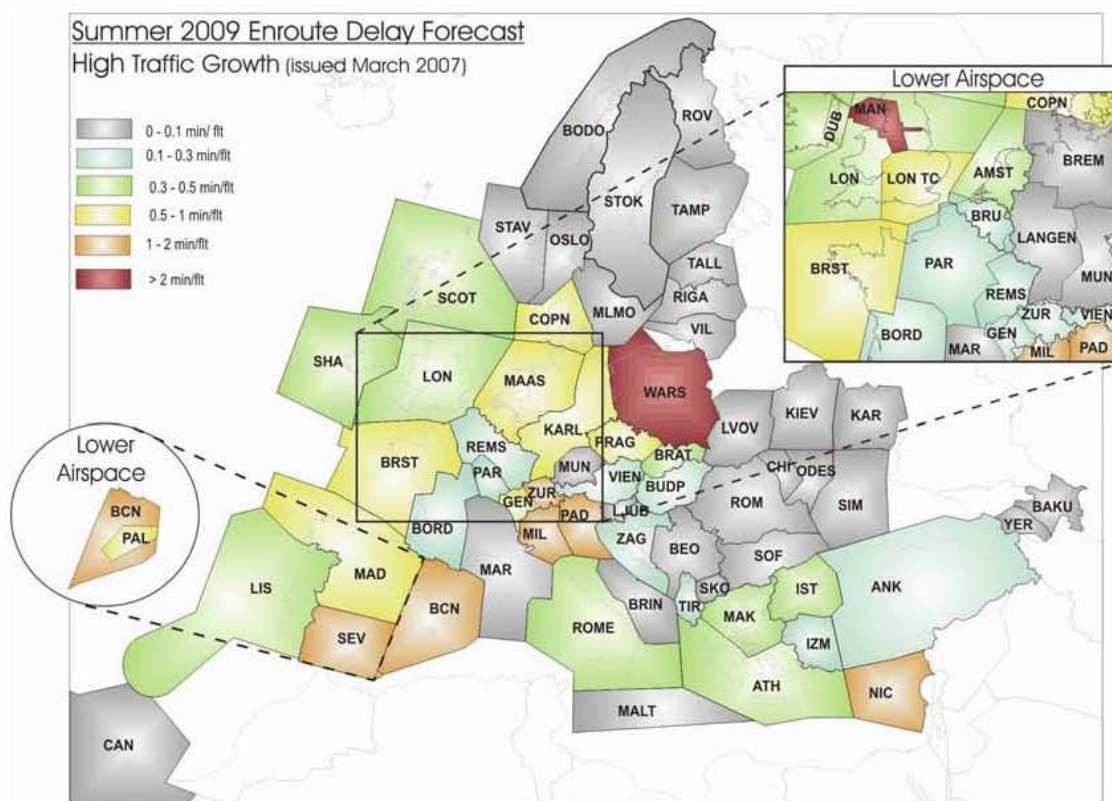 Summer 2009 Enroute Delay Forecast
High Traffic Growth (issued March 2007)
0 - 0.1 min/ flt
0.1 - 0.3 min/flt
0.3 - 0.5 min/flt
0.5 - 1 min/flt
1 - 2 min/flt
> 2 min/flt
Lower Airspace
COPN
DUB
MAN
BREM
LON
LON TC
AMST
BRU
LANGEN
BRST
PAR
MUN
REMS
ZUR
BORD
GEN
VIEN
MAR
MIL
PAD
BODO
ROV
STOK
STAV
OSLO
TAMP
TALL
SCOT
RIGA
COPN
MLMO
VIL
SHA
LON
MAAS
WARS
KIEV
KAR
LVOV
KARL
PRAG
BRST
REMS
BRAT
PAR
MUN
VIEN
CHI
ODES
BUDP
GEN
ZUR
ROM
SIM
BORD
PAD
LJUB
MIL
ZAG
BEO
SOF
BAKU
YER
MAD
MAR
LIS
BCN
BRIN
TIR
SKO
IST
ANK
MAK
ROME
IZM
SEV
ATH
NIC
MALT
CAN
Lower
Airspace
BCN
PAL